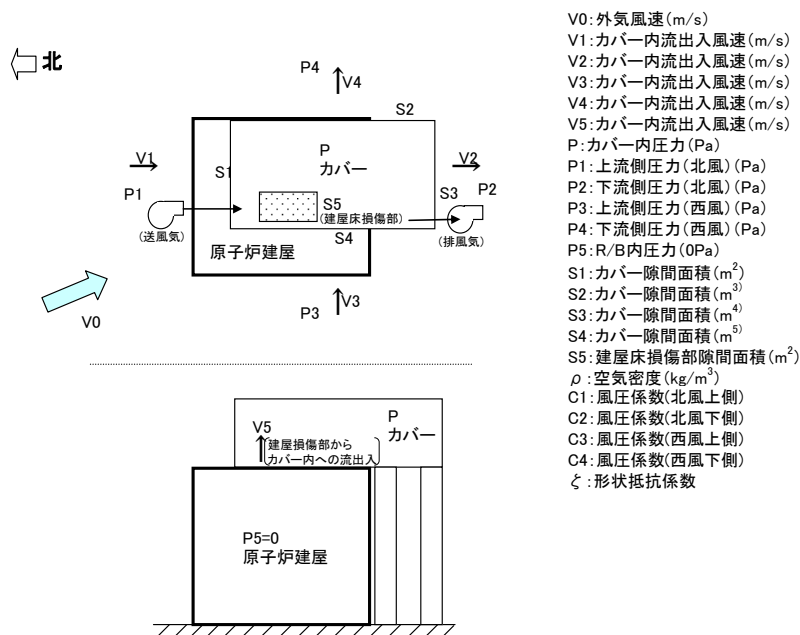 北
P4
V4
S2
V1
S1
P
カバー
V2
P1
S3
P2
S5
(建屋床損傷部)
(送風気)
S4
(排風気)
原子炉建屋
V0
P3
V3
V5
建屋損傷部から
カバー内への流出入
P
カバー
P5=0
原子炉建屋
V0:外気風速(m/s)
V1:カバー内流出入風速(m/s)
V2:カバー内流出入風速(m/s)
V3:カバー内流出入風速(m/s)
V4:カバー内流出入風速(m/s)
V5:カバー内流出入風速(m/s)
P:カバー内圧力(Pa)
P1:上流側圧力(北風)(Pa)
P2:下流側圧力(北風)(Pa)
P3:上流側圧力(西風)(Pa)
P4:下流側圧力(西風)(Pa)
P5:R/B内圧力(0Pa)
S1:カバー隙間面積(m²)
S2:カバー隙間面積(m³)
S3:カバー隙間面積(m⁴)
S4:カバー隙間面積(m⁵)
S5:建屋床損傷部隙間面積(m²)
ρ:空気密度(kg/m³)
C1:風圧係数(北風上側)
C2:風圧係数(北風下側)
C3:風圧係数(西風上側)
C4:風圧係数(西風下側)
ζ:形状抵抗係数